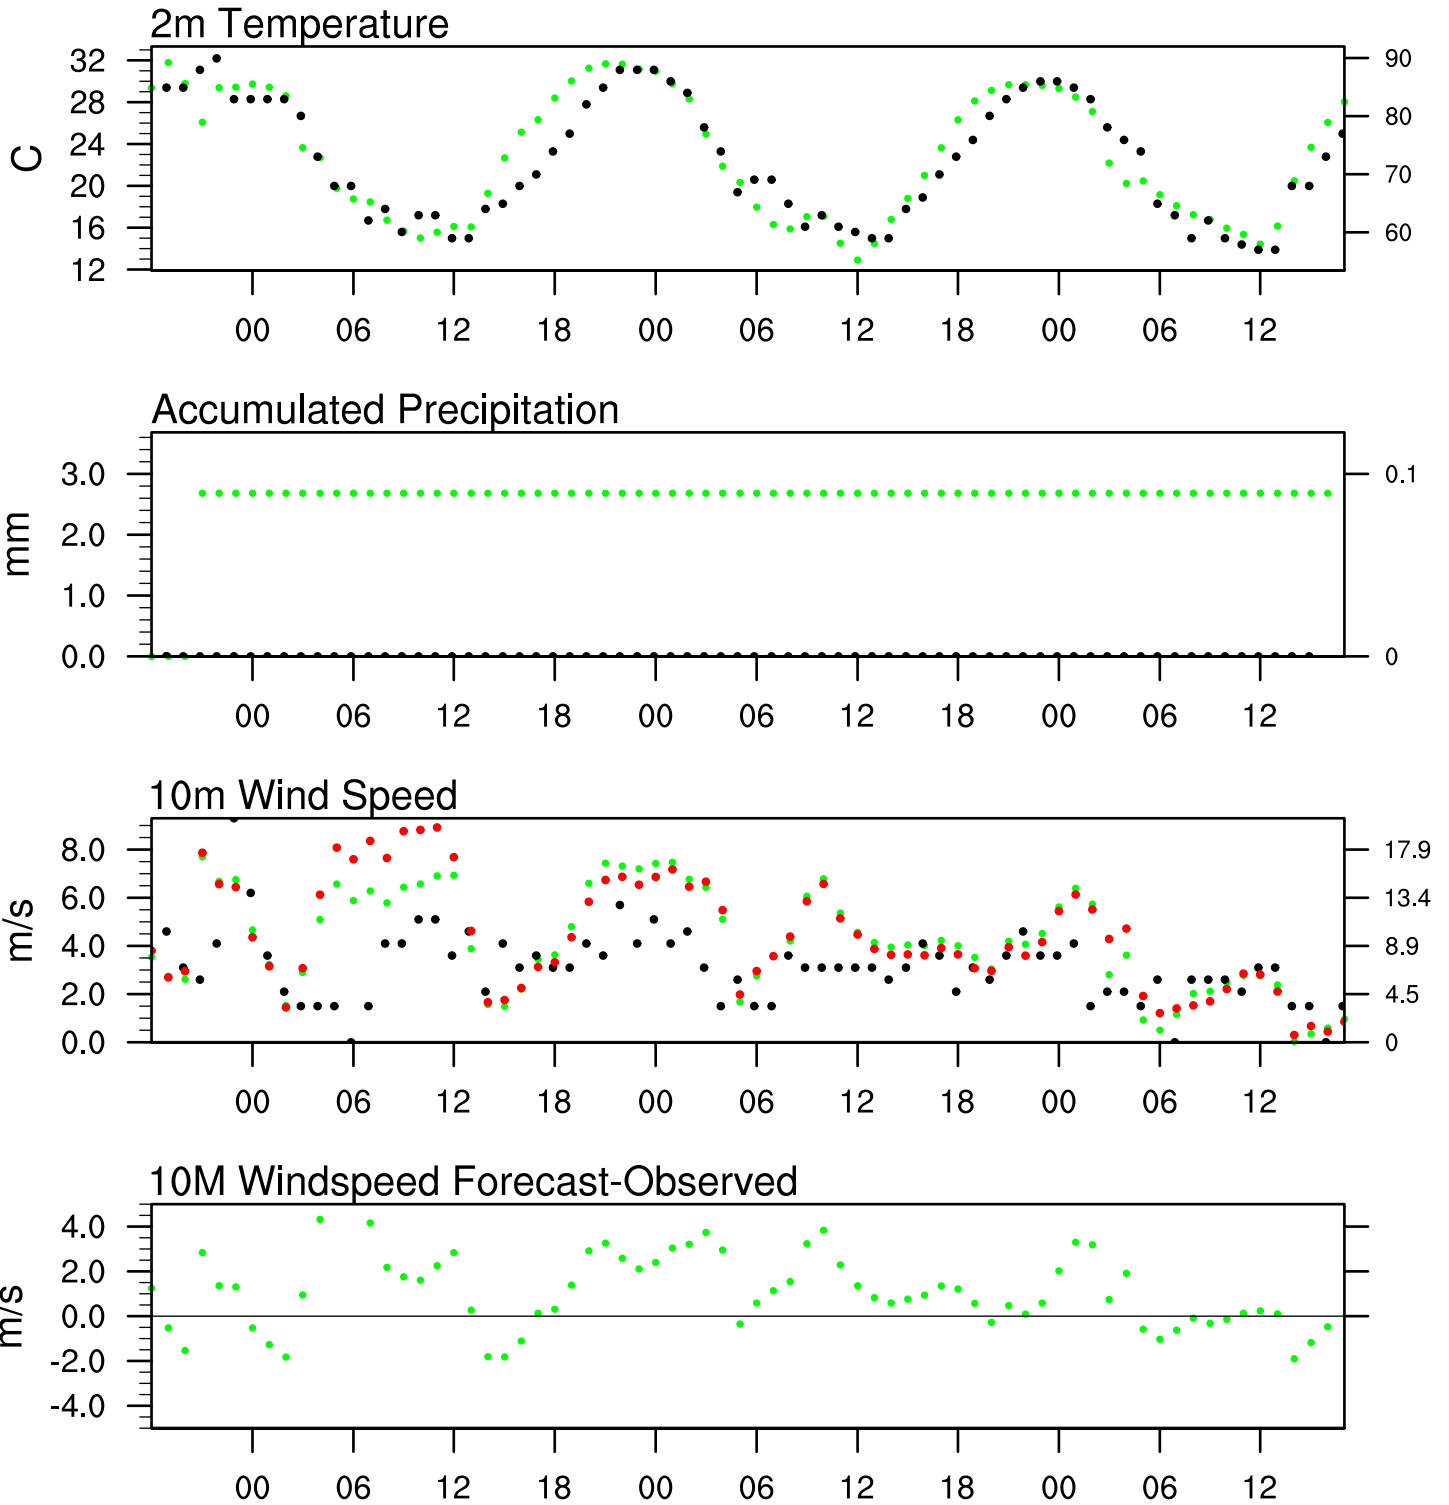 2m Temperature
32 90
28 80
24
C
20 70
16 60
12
00 06 12 18 00 06 12 18 00 06 12
Accumulated Precipitation
3.0 0.1
2.0
mm
1.0
0.0 0
00 06 12 18 00 06 12 18 00 06 12
10m Wind Speed
8.0 17.9
6.0 13.4
m/s
4.0 8.9
2.0 4.5
0.0 0
00 06 12 18 00 06 12 18 00 06 12
10M Windspeed Forecast-Observed
4.0
2.0
m/s
0.0
-2.0
-4.0
00 06 12 18 00 06 12 18 00 06 12